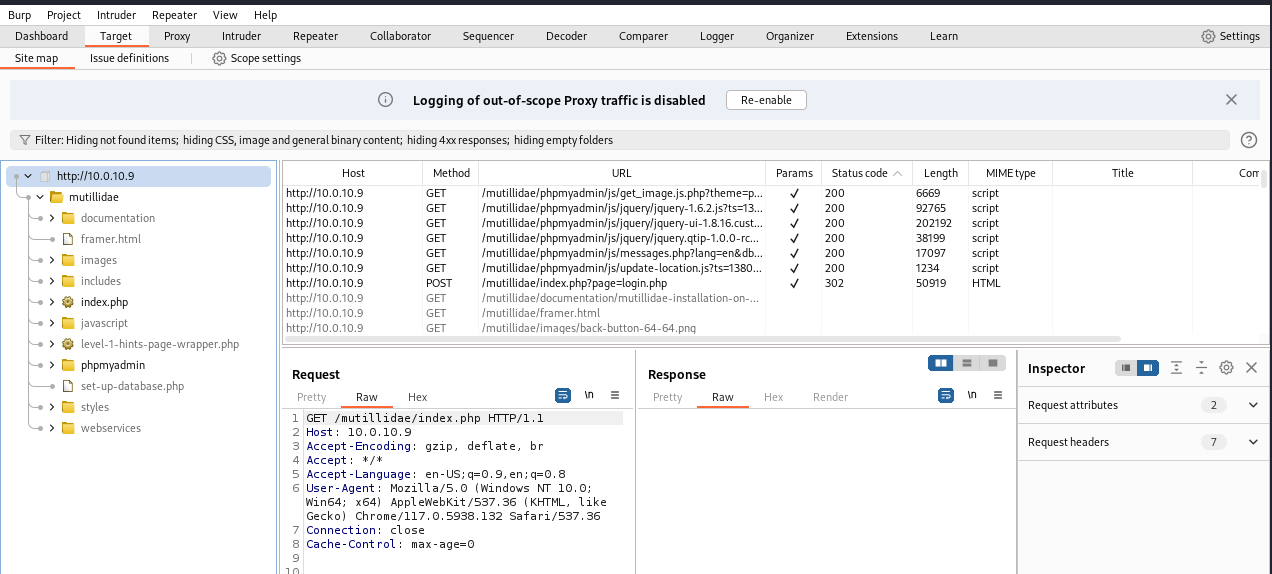 Burp Project Intruder Repeater View Help
Dashboard Target Proxy Intruder Repeater Collaborator Sequencer Decoder Comparer Logger Organizer Extensions Learn Settings
Site map Issue definitions Scope settings
Logging of out-of-scope Proxy traffic is disabled Re-enable
Filter: Hiding not found items; hiding CSS, image and general binary content; hiding 4xx responses; hiding empty folders
http://10.0.10.9
mutillidae
documentation
framer.html
images
includes
index.php
javascript
level-1-hints-page-wrapper.php
phpmyadmin
set-up-database.php
styles
webservices
Host Method URL Params Status code Length MIME type Title Com
http://10.0.10.9 GET /mutillidae/phpmyadmin/js/get_image.js.php?theme=p... ✓ 200 6669 script
http://10.0.10.9 GET /mutillidae/phpmyadmin/js/jquery/jquery-1.6.2.js?ts=13... ✓ 200 92765 script
http://10.0.10.9 GET /mutillidae/phpmyadmin/js/jquery/jquery-ui-1.8.16.cust... ✓ 200 202192 script
http://10.0.10.9 GET /mutillidae/phpmyadmin/js/jquery/jquery.qtip-1.0.0-rc... ✓ 200 38199 script
http://10.0.10.9 GET /mutillidae/phpmyadmin/js/messages.php?lang=en&db... ✓ 200 17097 script
http://10.0.10.9 GET /mutillidae/phpmyadmin/js/update-location.js?ts=1380... ✓ 200 1234 script
http://10.0.10.9 POST /mutillidae/index.php?page=login.php ✓ 302 50919 HTML
http://10.0.10.9 GET /mutillidae/documentation/mutillidae-installation-on-...
http://10.0.10.9 GET /mutillidae/framer.html
http://10.0.10.9 GET /mutillidae/images/back-button-64-64.png
Request
Pretty Raw Hex \n
1 GET /mutillidae/index.php HTTP/1.1
2 Host: 10.0.10.9
3 Accept-Encoding: gzip, deflate, br
4 Accept: */*
5 Accept-Language: en-US;q=0.9,en;q=0.8
6 User-Agent: Mozilla/5.0 (Windows NT 10.0;
Win64; x64) AppleWebKit/537.36 (KHTML, like
Gecko) Chrome/117.0.5938.132 Safari/537.36
7 Connection: close
8 Cache-Control: max-age=0
9
10
Response
Pretty Raw Hex Render \n
Inspector
Request attributes 2
Request headers 7